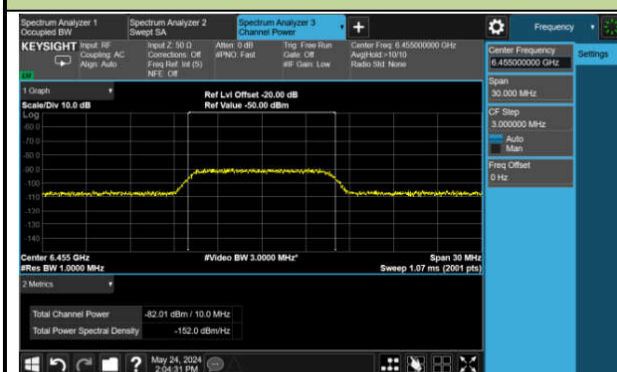 Spectrum Analyzer 1
Occupied BW
Spectrum Analyzer 2
Swept SA
Spectrum Analyzer 3
Channel Power
Frequency
KEYSIGHT
Input: RF
Coupling: AC
Align: Auto
Input Z: 50 Ω
Corrections: Off
Freq Ref: Int (S)
NFE: Off
Atten: 0 dB
#PNO: Fast
Trig: Free Run
Gate: Off
#IF Gain: Low
Center Freq: 6.455000000 GHz
Avg|Hold:>10/10
Radio Std: None
Center Frequency
6.455000000 GHz
Settings
Span
30.000 MHz
CF Step
3.000000 MHz
Auto
Man
Freq Offset
0 Hz
1 Graph
Scale/Div 10.0 dB
Ref Lvl Offset -20.00 dB
Ref Value -50.00 dBm
Log
-60.0
-70.0
-80.0
-90.0
-100
-110
-120
-130
-140
Center 6.455 GHz
#Res BW 1.0000 MHz
#Video BW 3.0000 MHz*
Span 30 MHz
Sweep 1.07 ms (2001 pts)
2 Metrics
Total Channel Power
-82.01 dBm / 10.0 MHz
Total Power Spectral Density
-152.0 dBm/Hz
May 24, 2024
2:04:31 PM